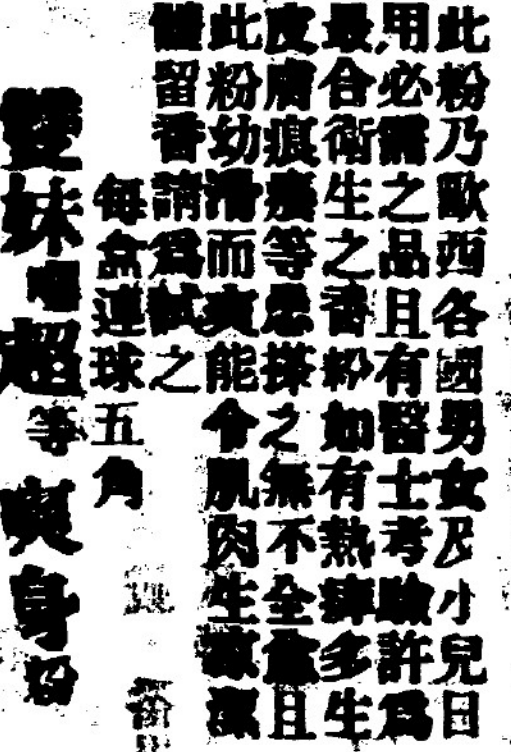 此粉乃歐西各國男女及小兒日
用必需之品且有醫士考驗許爲
最合衛生之香粉如有熱痱多生
皮膚痕癢等患搽之無不全愈且
此粉幼滑而爽能令肌肉生凉潔
體留香請爲試之
每盒連球五角
雙妹嚜超等爽身粉